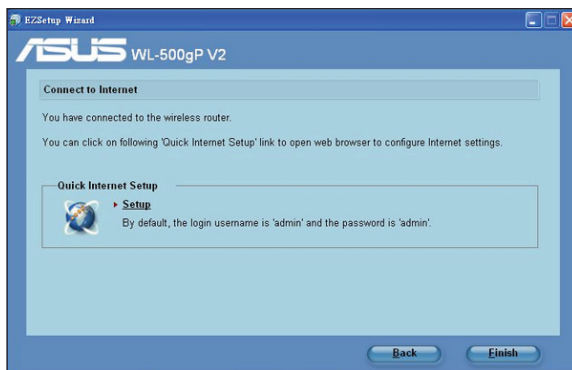 EZSetup Wizard
ASUS WL-500gP V2
Connect to Internet
You have connected to the wireless router.
You can click on following 'Quick Internet Setup' link to open web browser to configure Internet settings.
Quick Internet Setup
Setup
By default, the login username is 'admin' and the password is 'admin'.
Back Finish